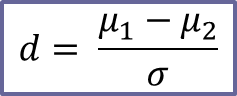 d = μ₁ − μ₂ / σ